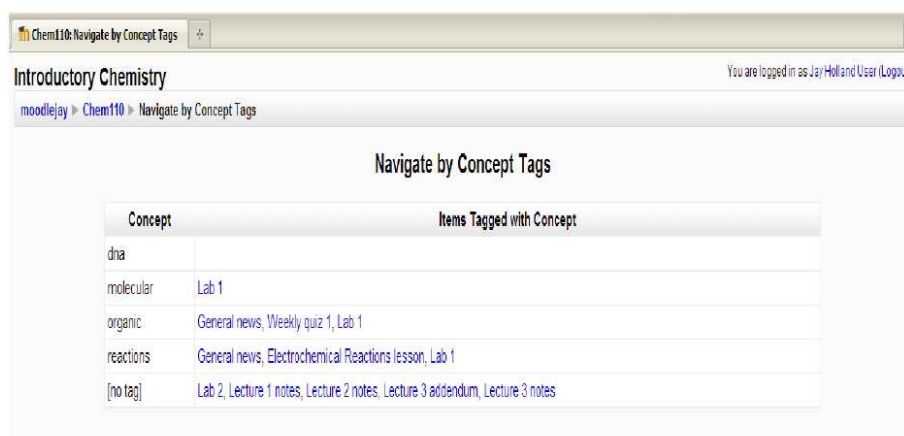 Chem110: Navigate by Concept Tags
Introductory Chemistry
You are logged in as Jay Holland User (Logou
moodlejay ► Chem110 ► Navigate by Concept Tags
Navigate by Concept Tags
Concept Items Tagged with Concept
dna
molecular Lab 1
organic General news, Weekly quiz 1, Lab 1
reactions General news, Electrochemical Reactions lesson, Lab 1
[no tag] Lab 2, Lecture 1 notes, Lecture 2 notes, Lecture 3 addendum, Lecture 3 notes